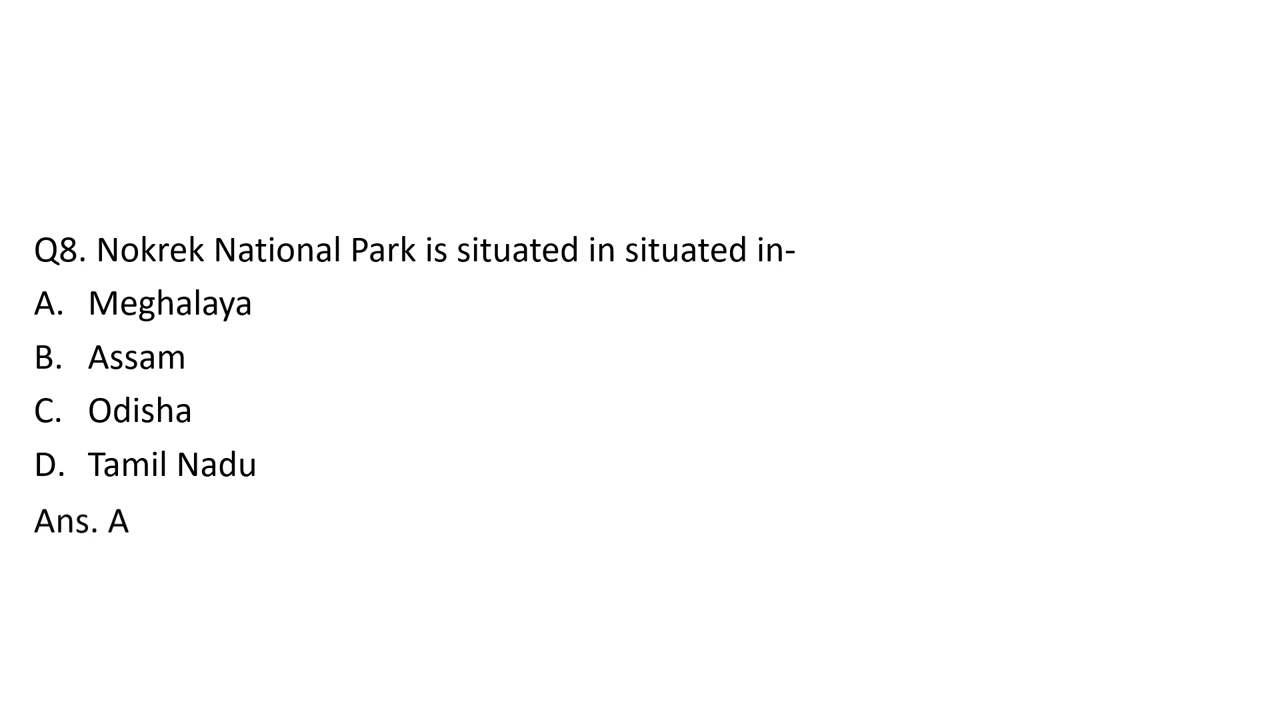 Q8. Nokrek National Park is situated in situated in-
A. Meghalaya
B. Assam
C. Odisha
D. Tamil Nadu
Ans. A